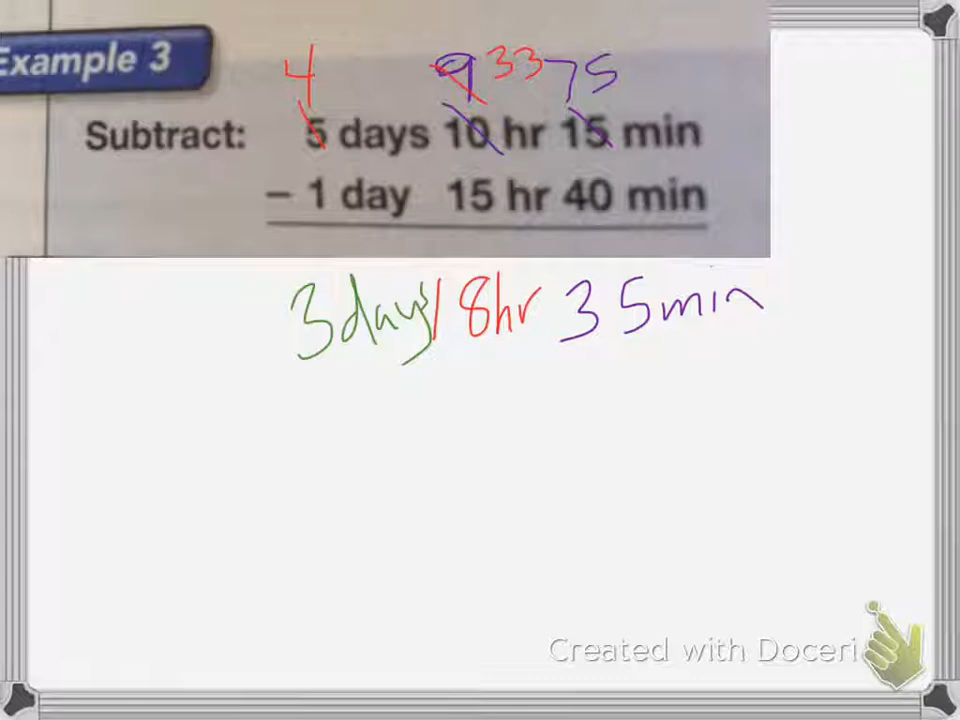 Example 3
4 9 33 75
Subtract: 5 days 10 hr 15 min
– 1 day 15 hr 40 min
3 days 18 hr 35 min
Created with Doceri